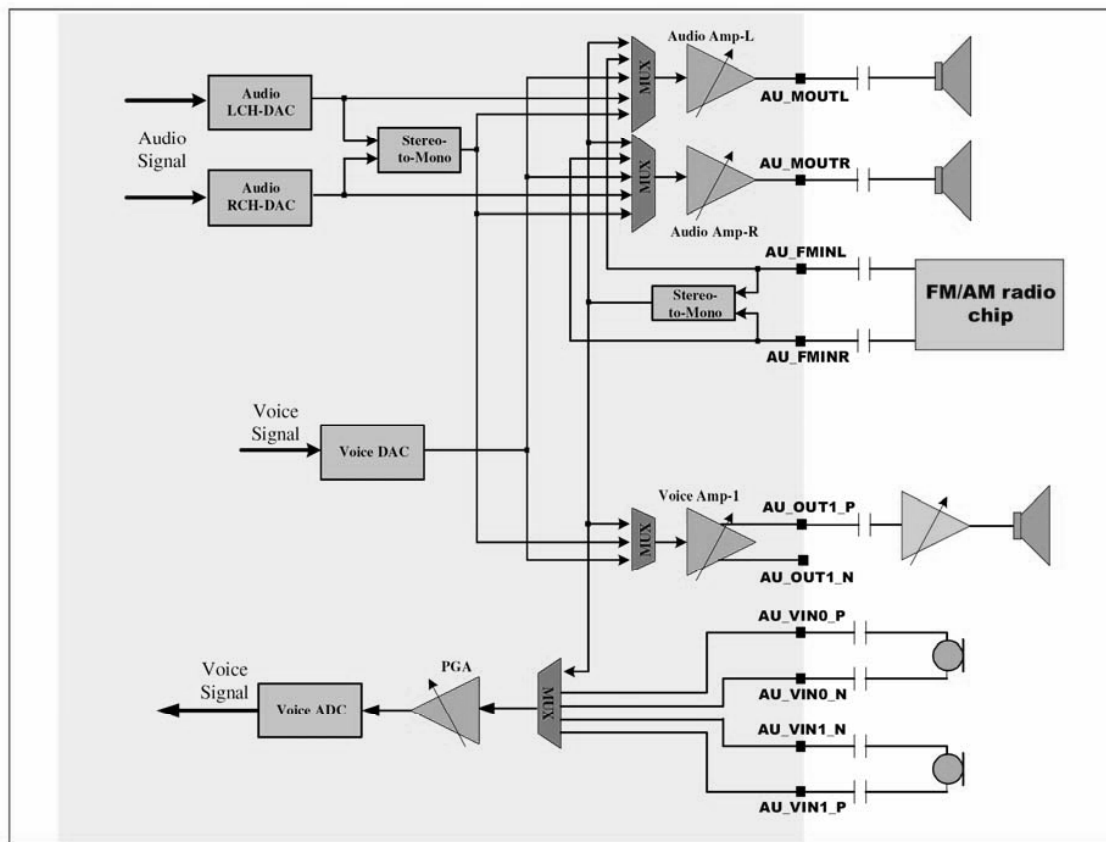 Audio Amp-L
MUX
AU_MOUTL
Audio
LCH-DAC
Audio
Signal
Stereo-
to-Mono
Audio
RCH-DAC
MUX
AU_MOUTR
Audio Amp-R
AU_FMINL
Stereo-
to-Mono
FM/AM radio
chip
AU_FMINR
Voice
Signal
Voice DAC
Voice Amp-1
MUX
AU_OUT1_P
AU_OUT1_N
AU_VIN0_P
Voice
Signal
PGA
MUX
Voice ADC
AU_VIN0_N
AU_VIN1_N
AU_VIN1_P